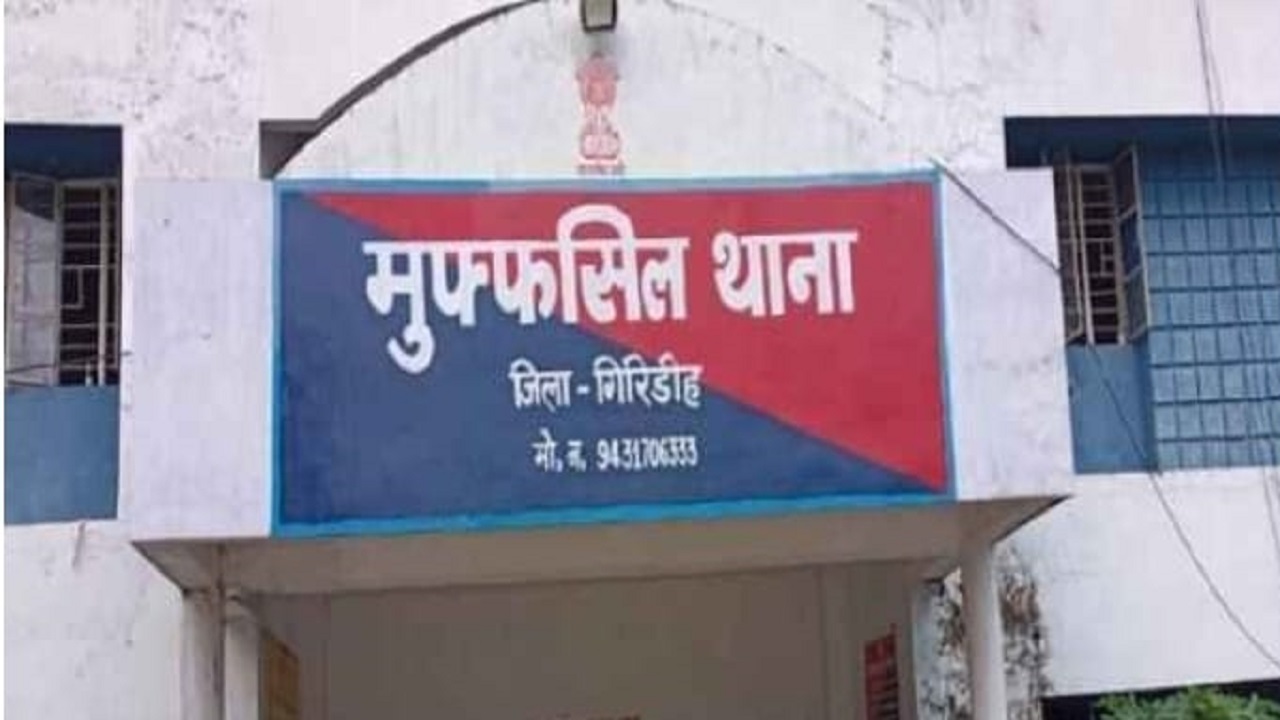 मुफ्फसिल थाना
जिला - गिरिडीह
मो. न. 9431706333